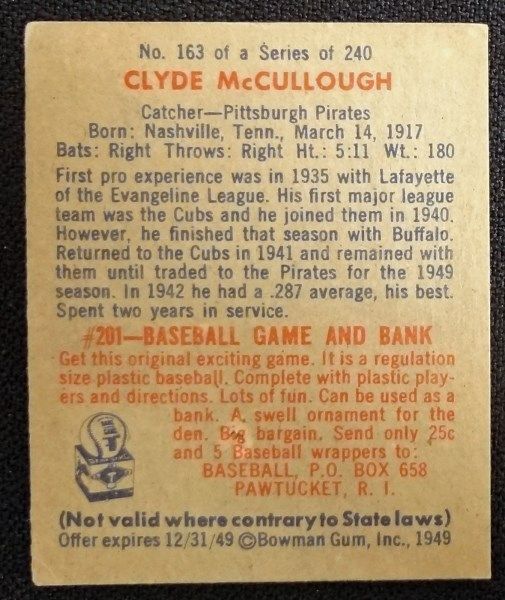 No. 163 of a Series of 240
CLYDE McCULLOUGH
Catcher—Pittsburgh Pirates
Born: Nashville, Tenn., March 14, 1917
Bats: Right Throws: Right Ht.: 5:11 Wt.: 180
First pro experience was in 1935 with Lafayette
of the Evangeline League. His first major league
team was the Cubs and he joined them in 1940.
However, he finished that season with Buffalo.
Returned to the Cubs in 1941 and remained with
them until traded to the Pirates for the 1949
season. In 1942 he had a .287 average, his best.
Spent two years in service.
#201—BASEBALL GAME AND BANK
Get this original exciting game. It is a regulation
size plastic baseball. Complete with plastic play-
ers and directions. Lots of fun. Can be used as a
bank. A swell ornament for the
den. Big bargain. Send only 25c
and 5 Baseball wrappers to:
BASEBALL, P.O. BOX 658
PAWTUCKET, R. I.
(Not valid where contrary to State laws)
Offer expires 12/31/49 ©Bowman Gum, Inc., 1949